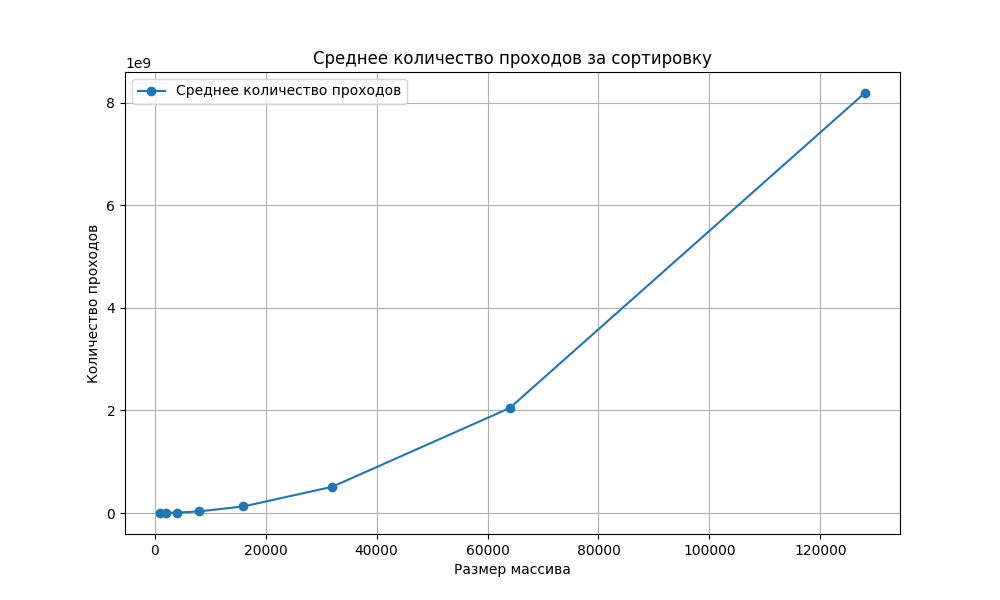 Среднее количество проходов за сортировку
1e9
Среднее количество проходов
8
6
4
2
0
Количество проходов
0 20000 40000 60000 80000 100000 120000
Размер массива